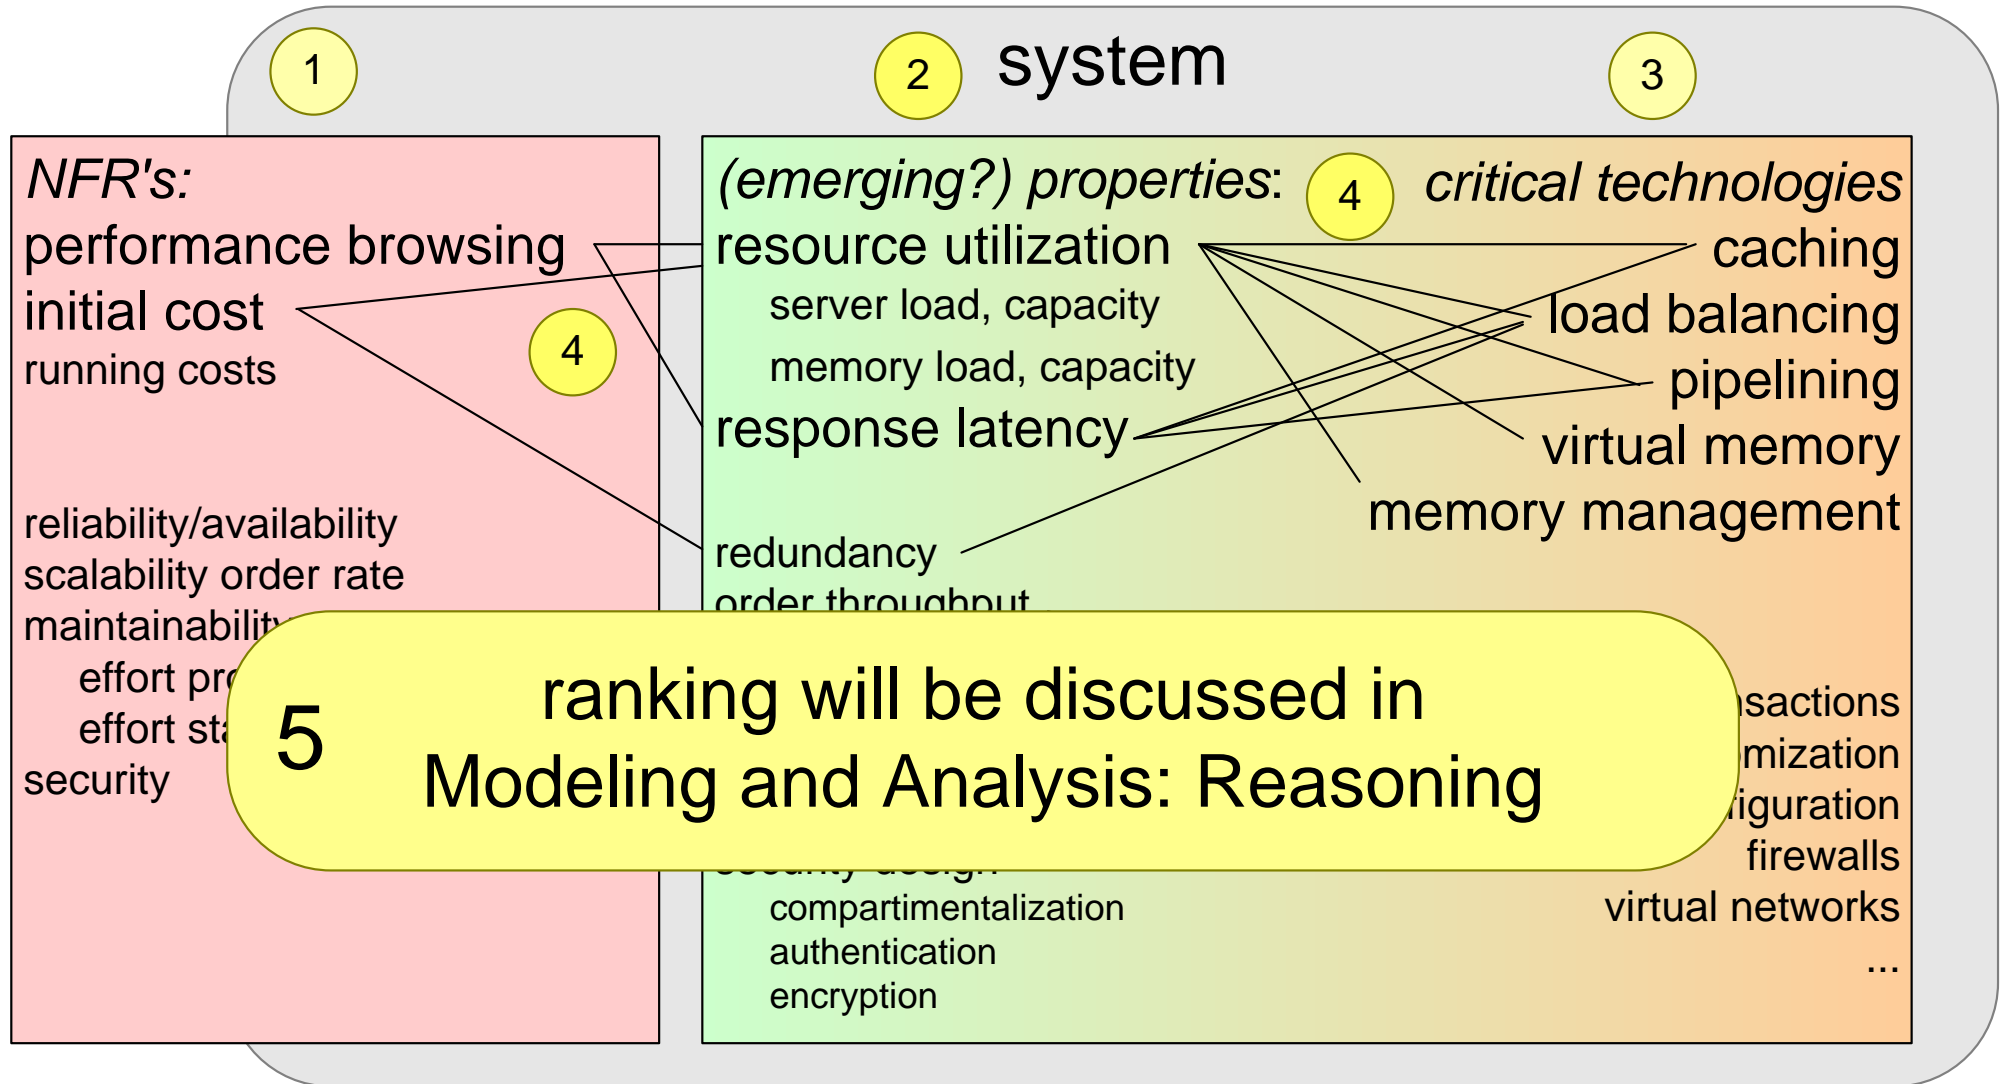 system
1
2
3
NFR's:
performance browsing
initial cost
running costs
4
reliability/availability
scalability order rate
maintainability
effort
effort
security
(emerging?) properties:
resource utilization
server load, capacity
memory load, capacity
response latency
redundancy
order throughput
security design
compartimentalization
authentication
encryption
4
critical technologies
caching
load balancing
pipelining
virtual memory
memory management
firewalls
virtual networks
...
5
ranking will be discussed in
Modeling and Analysis: Reasoning